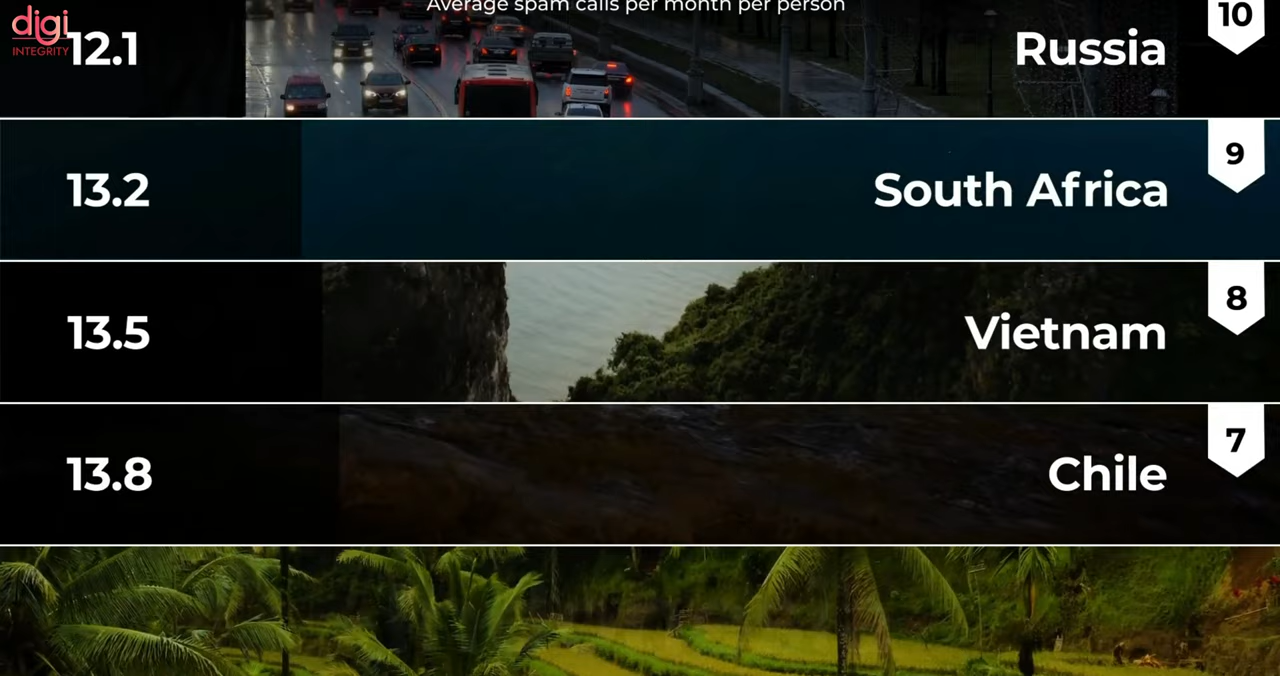 Average spam calls per month per person
digi
INTEGRITY
12.1
Russia
10
13.2
South Africa
9
13.5
Vietnam
8
13.8
Chile
7